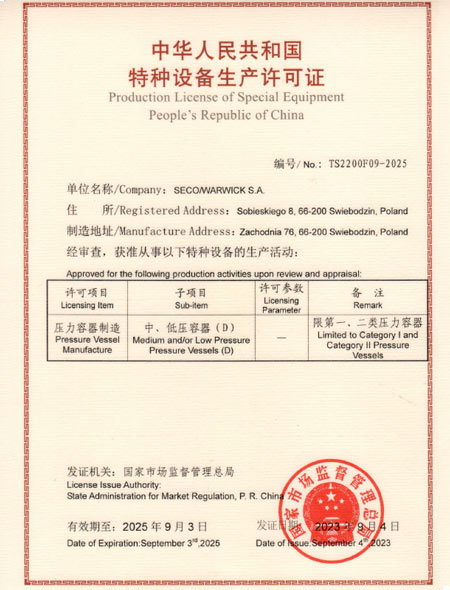 中华人民共和国
特种设备生产许可证
Production License of Special Equipment
People's Republic of China
编号/No.: TS2200F09-2025
单位名称/Company: SECO/WARWICK S.A.
住 所/Registered Address: Sobieskiego 8, 66-200 Swiebodzin, Poland
制造地址/Manufacture Address: Zachodnia 76, 66-200 Swiebodzin, Poland
经审查，获准从事以下特种设备的生产活动：
Approved for the following production activities upon review and appraisal:
许可项目 子项目 许可参数 备 注
Licensing Item Sub-Item Licensing Parameter Remark
压力容器制造 中、低压容器（D） — 限第一、二类压力容器
Pressure Vessel Medium and/or Low Pressure Limited to Category I and
Manufacture Pressure Vessels (D) Category II Pressure
Vessels
发证机关：国家市场监督管理总局
License Issue Authority:
State Administration for Market Regulation, P. R. China
国家市场监督管理总局
有效期至：2025 年 9 月 3 日 发证日期：2023 年 9 月 4 日
Date of Expiration:September 3rd,2025 Date of Issue:September 4th,2023